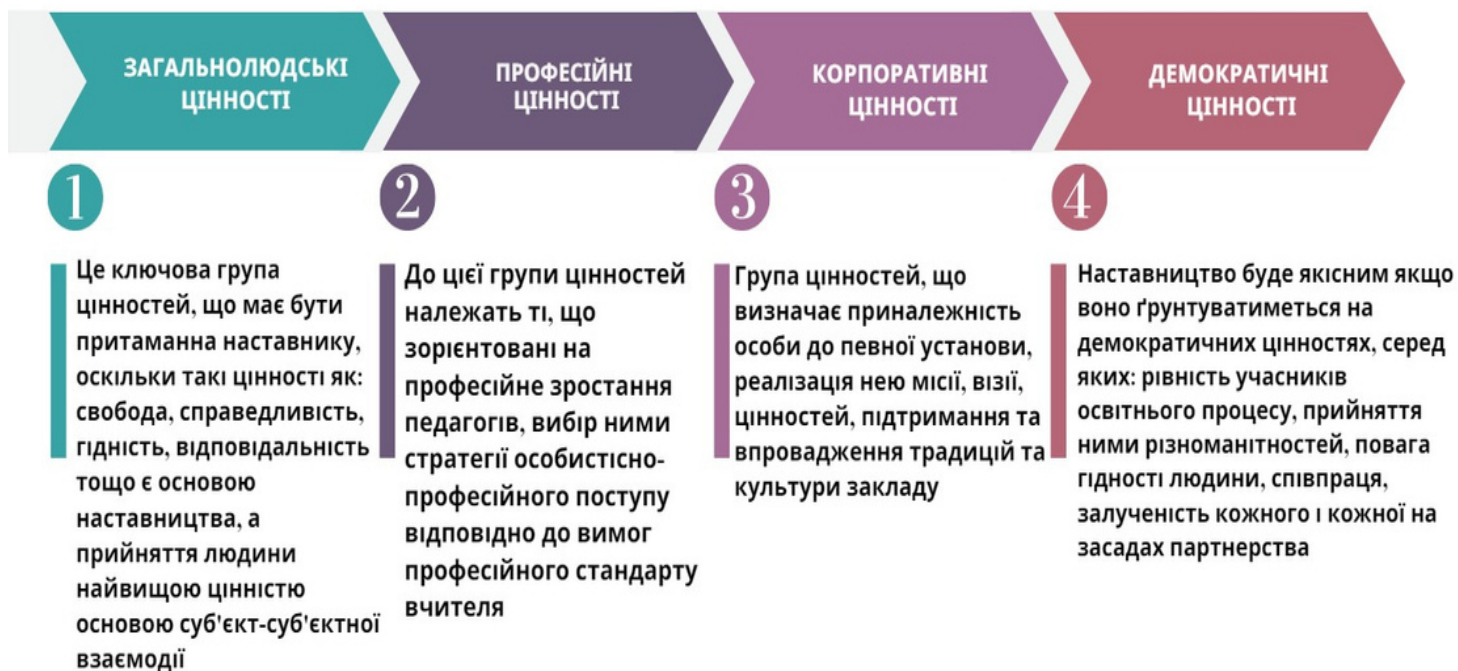 ЗАГАЛЬНОЛЮДСЬКІ
ЦІННОСТІ
ПРОФЕСІЙНІ
ЦІННОСТІ
КОРПОРАТИВНІ
ЦІННОСТІ
ДЕМОКРАТИЧНІ
ЦІННОСТІ
1
Це ключова група
цінностей, що має бути
притаманна наставнику,
оскільки такі цінності як:
свобода, справедливість,
гідність, відповідальність
тощо є основою
наставництва, а
прийняття людини
найвищою цінністю
основою суб'єкт-суб'єктної
взаємодії
2
До цієї групи цінностей
належать ті, що
зорієнтовані на
професійне зростання
педагогів, вибір ними
стратегії особистісно-
професійного поступу
відповідно до вимог
професійного стандарту
вчителя
3
Група цінностей, що
визначає приналежність
особи до певної установи,
реалізація нею місії, візії,
цінностей, підтримання та
впровадження традицій та
культури закладу
4
Наставництво буде якісним якщо
воно ґрунтуватиметься на
демократичних цінностях, серед
яких: рівність учасників
освітнього процесу, прийняття
ними різноманітностей, повага
гідності людини, співпраця,
залученість кожного і кожної на
засадах партнерства